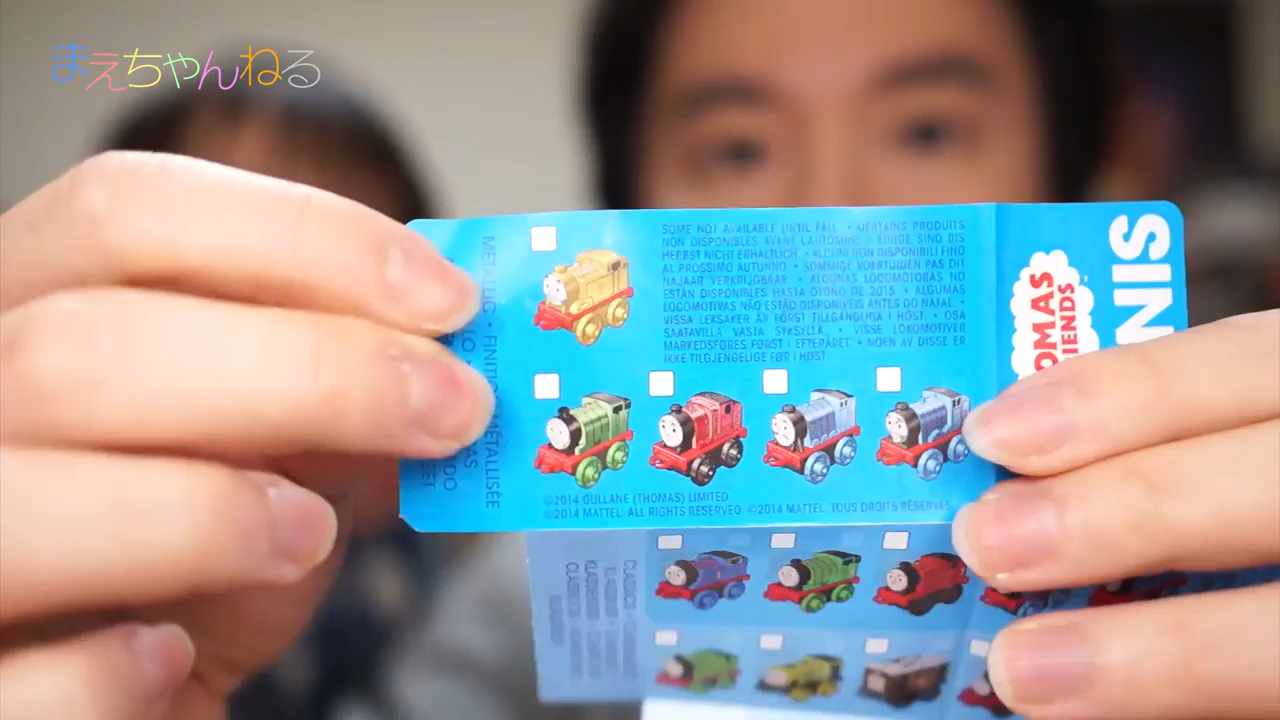 まえちゃんねる
SOME NOT AVAILABLE UNTIL FALL • CERTAINS PRODUITS
NON DISPONIBLES AVANT L'AUTOMNE • EINIGE SIND BIS
HERBST NICHT ERHÄLTLICH • ALCUNI NON DISPONIBILI FINO
AL PROSSIMO AUTUNNO • SOMMIGE VOERTUIGEN PAS DIT
NAJAAR VERKRIJGBAAR • ALGUNAS LOCOMOTORAS NO
ESTÁN DISPONIBLES HASTA OTOÑO DE 2015 • ALGUMAS
LOCOMOTIVAS NÃO ESTÃO DISPONÍVEIS ANTES DO NATAL •
VISSA LEKSAKER ÄR FÖRST TILLGÄNGLIGA I HÖST. • OSA
SAATAVILLA VASTA SYKSYLLÄ. • VISSE LOKOMOTIVER
MARKEDSFØRES FØRST I EFTERÅRET • NOEN AV DISSE ER
IKKE TILGJENGELIGE FØR I HØST
METALLIC • FINITION MÉTALLISÉE
©2014 GULLANE (THOMAS) LIMITED
©2014 MATTEL. ALL RIGHTS RESERVED ©2014 MATTEL. TOUS DROITS RÉSERVÉS.
OMAS
IENDS
NIS